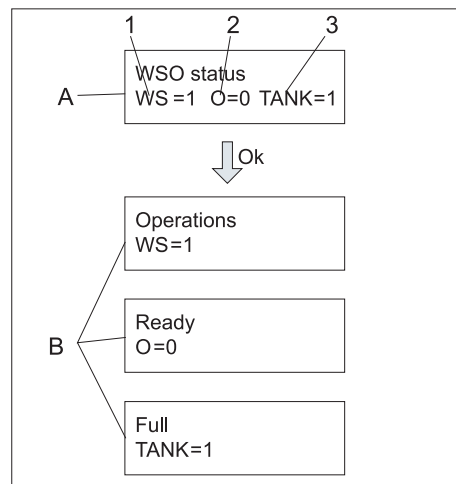 1 2 3
A
WSO status
WS=1 O=0 TANK=1
Ok
Operations
WS=1
B
Ready
O=0
Full
TANK=1